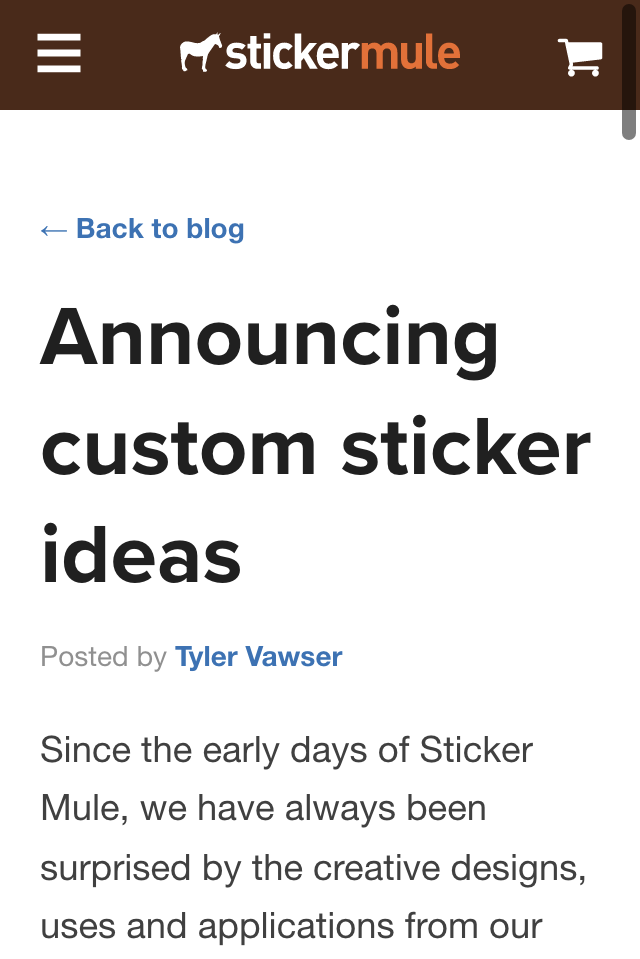 stickermule
← Back to blog
Announcing
custom sticker
ideas
Posted by Tyler Vawser
Since the early days of Sticker
Mule, we have always been
surprised by the creative designs,
uses and applications from our